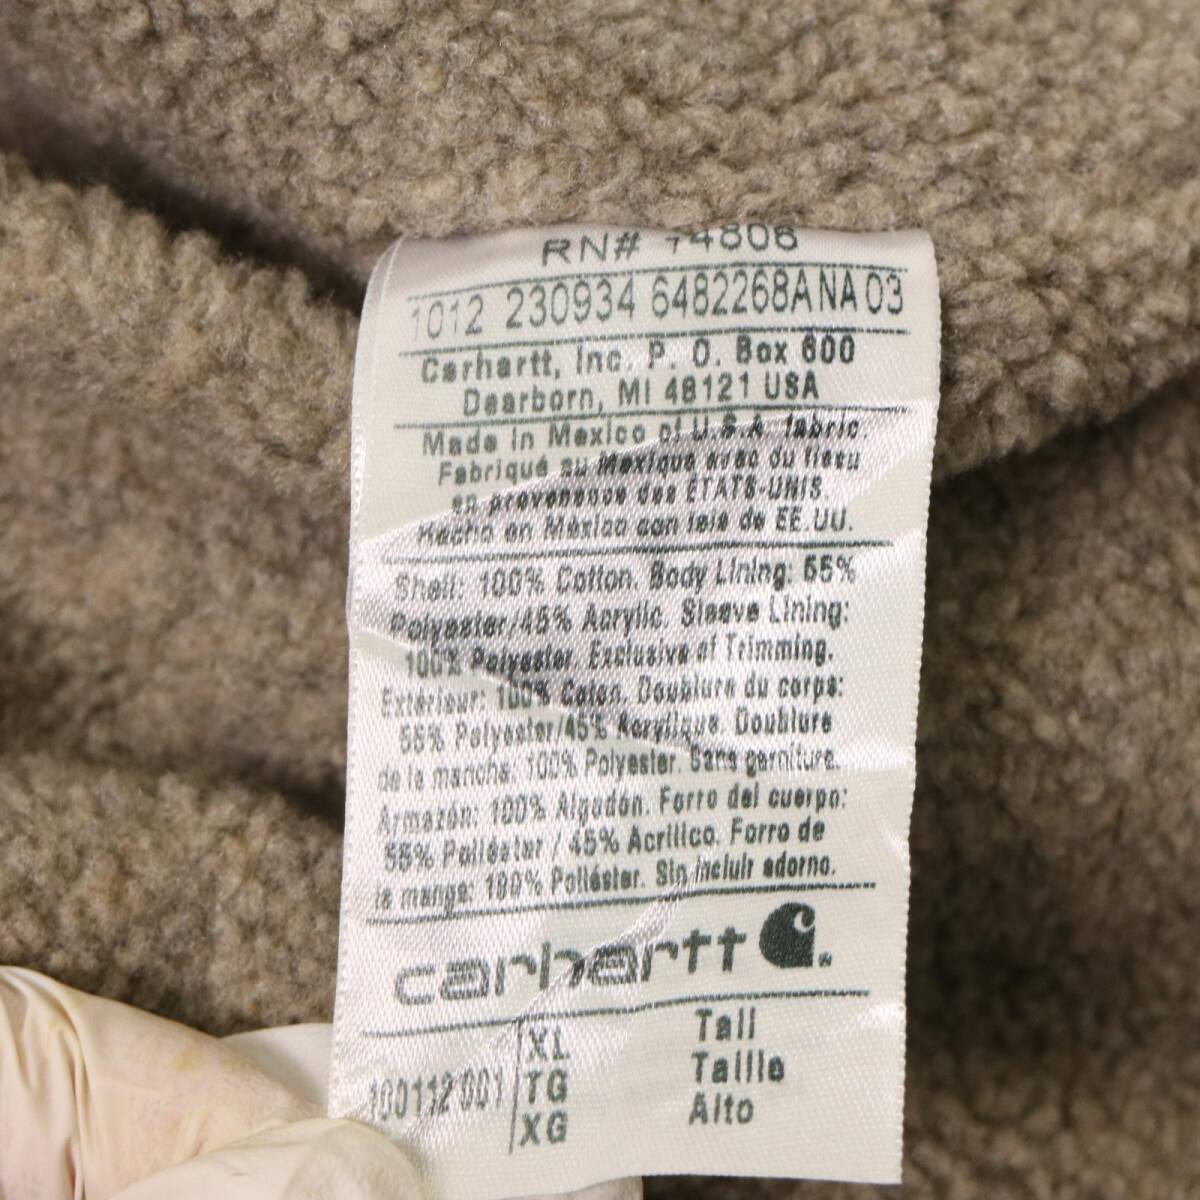 RN# 14806
1012 230934 6482268ANA03
Carhartt, Inc. P. O. Box 600
Dearborn, MI 48121 USA
Made in Mexico of U.S.A. fabric.
Fabriqué au Mexique avec du tissu
en provenance des ÉTATS-UNIS.
Hecho en México con tela de EE.UU.
Shell: 100% Cotton. Body Lining: 55%
Polyester/45% Acrylic. Sleeve Lining:
100% Polyester. Exclusive of Trimming.
Extérieur: 100% Coton. Doublure du corps:
55% Polyester/45% Acrylique. Doublure
de la manche: 100% Polyester. Sans garniture.
Armazón: 100% Algodón. Forro del cuerpo:
55% Poliéster / 45% Acrílico. Forro de
la manga: 100% Poliéster. Sin incluir adorno.
carhartt
100112 001
XL Tall
TG Taille
XG Alto